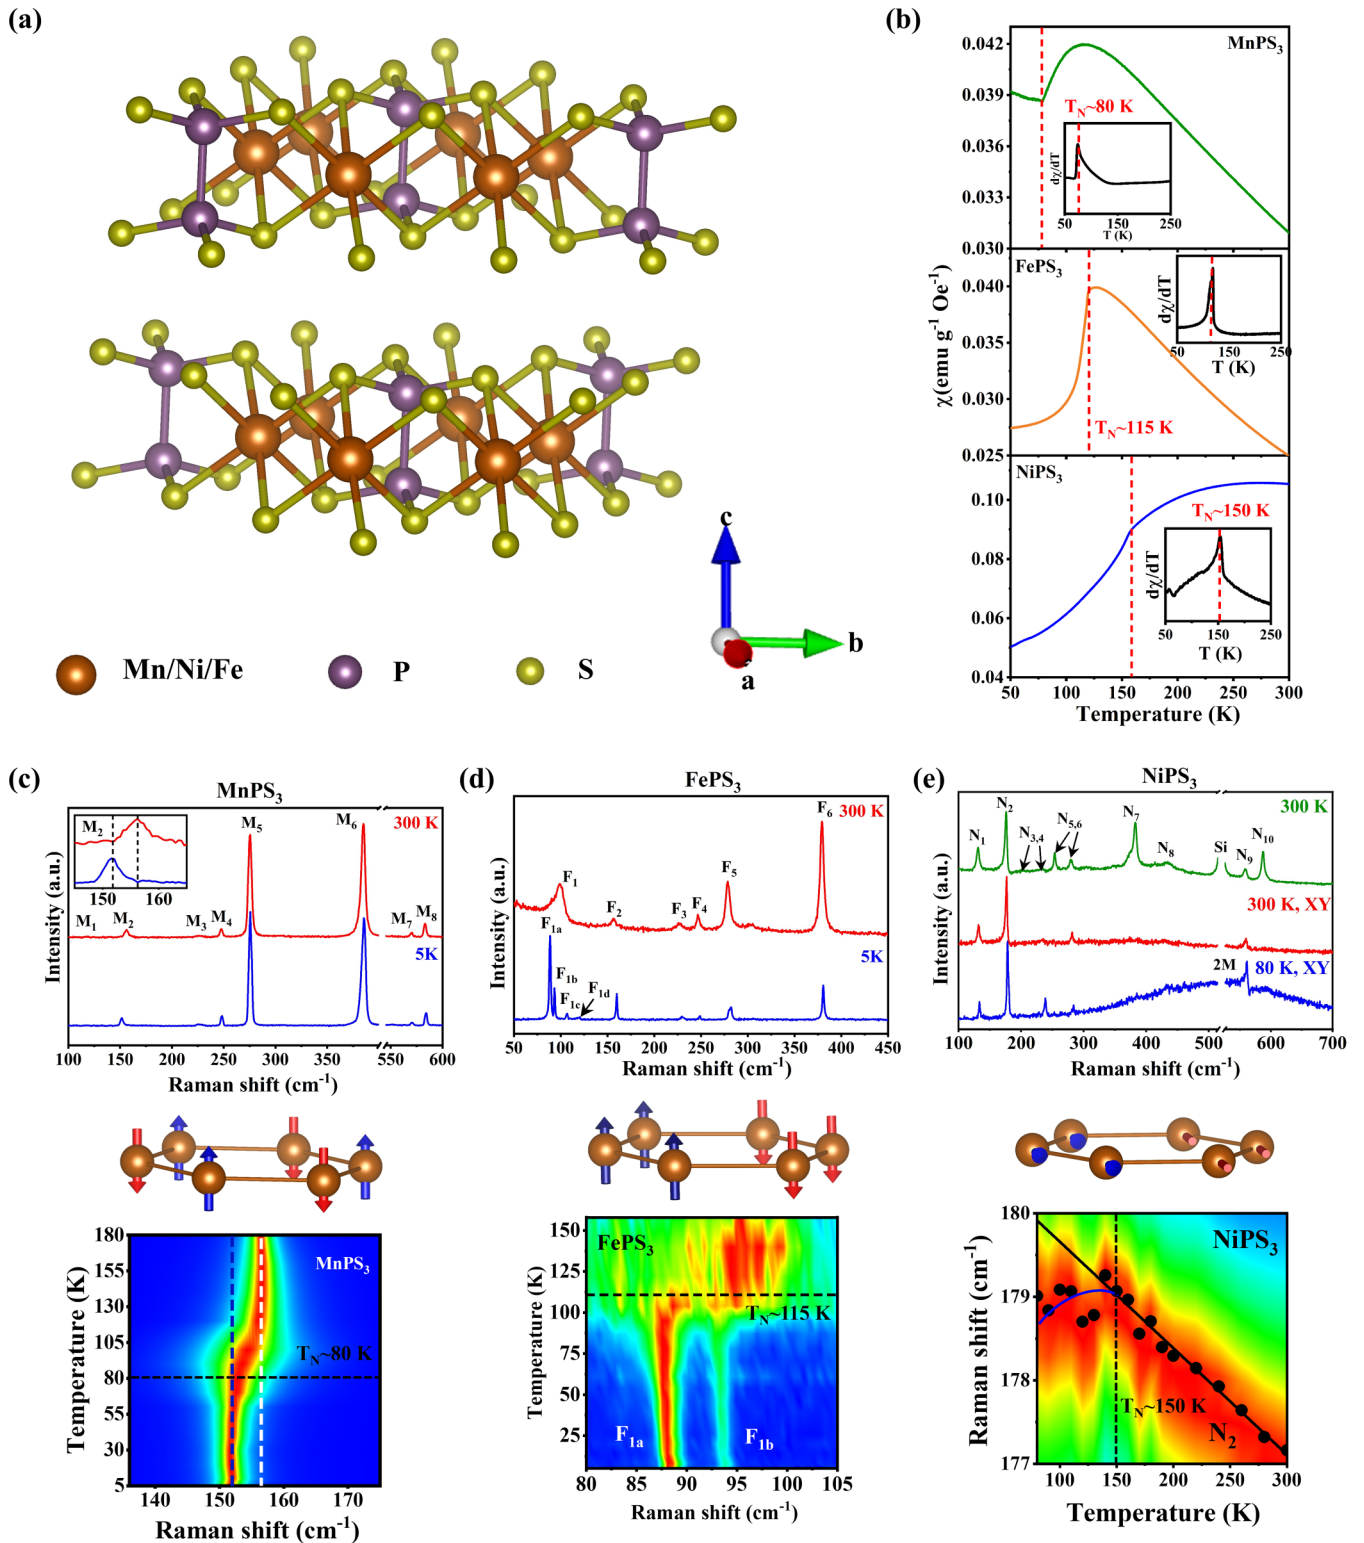 (a)
c
b
a
Mn/Ni/Fe
P
S
(b)
MnPS3
0.042
0.039
0.036
0.033
0.030
TN~80 K
dχ/dT
50 150 250
T (K)
FePS3
0.040
0.035
0.030
0.025
TN~115 K
dχ/dT
50 150 250
T (K)
χ(emu g-1 Oe-1)
NiPS3
0.10
0.08
0.06
0.04
TN~150 K
dχ/dT
50 150 250
T (K)
50 100 150 200 250 300
Temperature (K)
(c)
MnPS3
M2
150 160
300 K
M1 M2 M3 M4 M5 M6 M7 M8
5K
Intensity (a.u.)
100 150 200 250 300 350 550 600
Raman shift (cm-1)
180
155
130
105
80
55
30
5
MnPS3
TN~80 K
Temperature (K)
140 150 160 170
Raman shift (cm-1)
(d)
FePS3
F6
300 K
F1 F2 F3 F4 F5
F1a
F1b
F1c
F1d
5K
Intensity (a.u.)
50 100 150 200 250 300 350 400 450
Raman shift (cm-1)
150
125
100
75
50
25
FePS3
TN~115 K
F1a
F1b
Temperature (K)
80 85 90 95 100 105
Raman shift (cm-1)
(e)
NiPS3
300 K
N1 N2 N3,4 N5,6 N7 N8 Si N9 N10
300 K, XY
2M
80 K, XY
Intensity (a.u.)
100 200 300 400 500 600 700
Raman shift (cm-1)
180
179
178
177
NiPS3
TN~150 K
N2
Raman shift (cm-1)
100 150 200 250 300
Temperature (K)